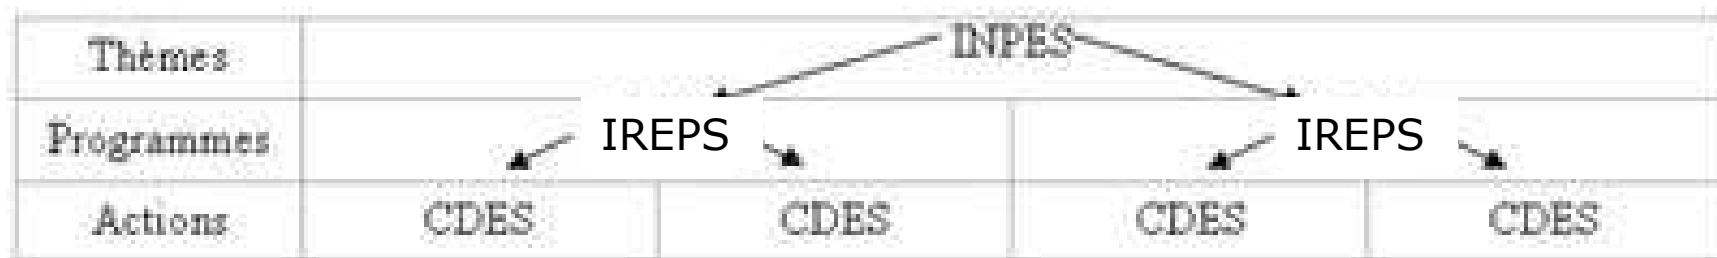 Thèmes INPES
Programmes IREPS IREPS
Actions CDES CDES CDES CDES